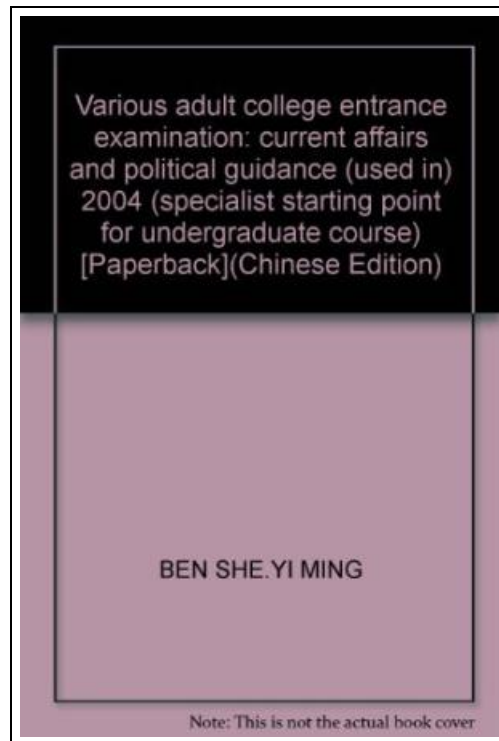 Various adult college entrance
examination: current affairs
and political guidance (used in)
2004 (specialist starting point
for undergraduate course)
[Paperback](Chinese Edition)
BEN SHE.YI MING
Note: This is not the actual book cover